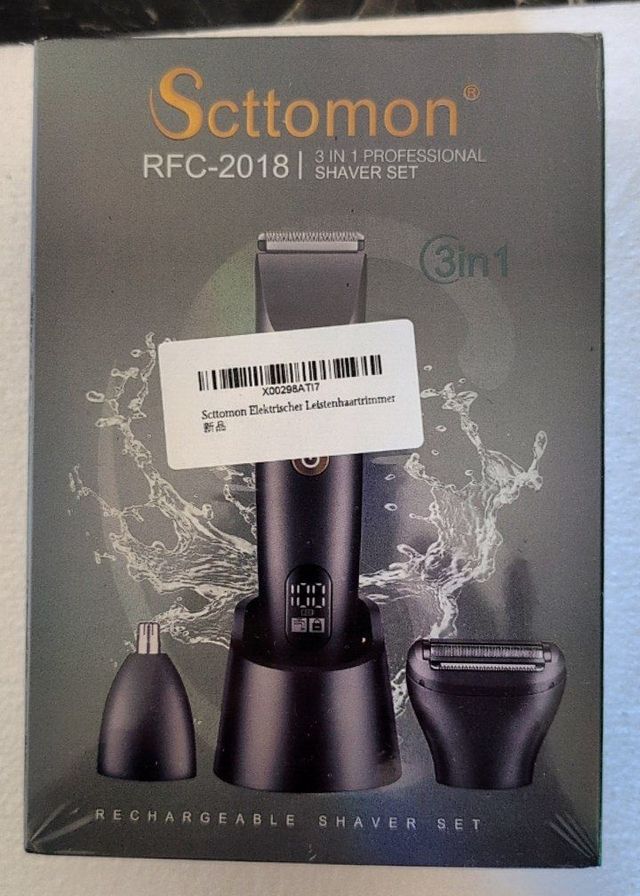 Scttomon®
RFC-2018 | 3 IN 1 PROFESSIONAL
SHAVER SET
3in1
X00298ATI7
Scttomon Elektrischer Leistenhaartrimmer
新品
100
RECHARGEABLE SHAVER SET